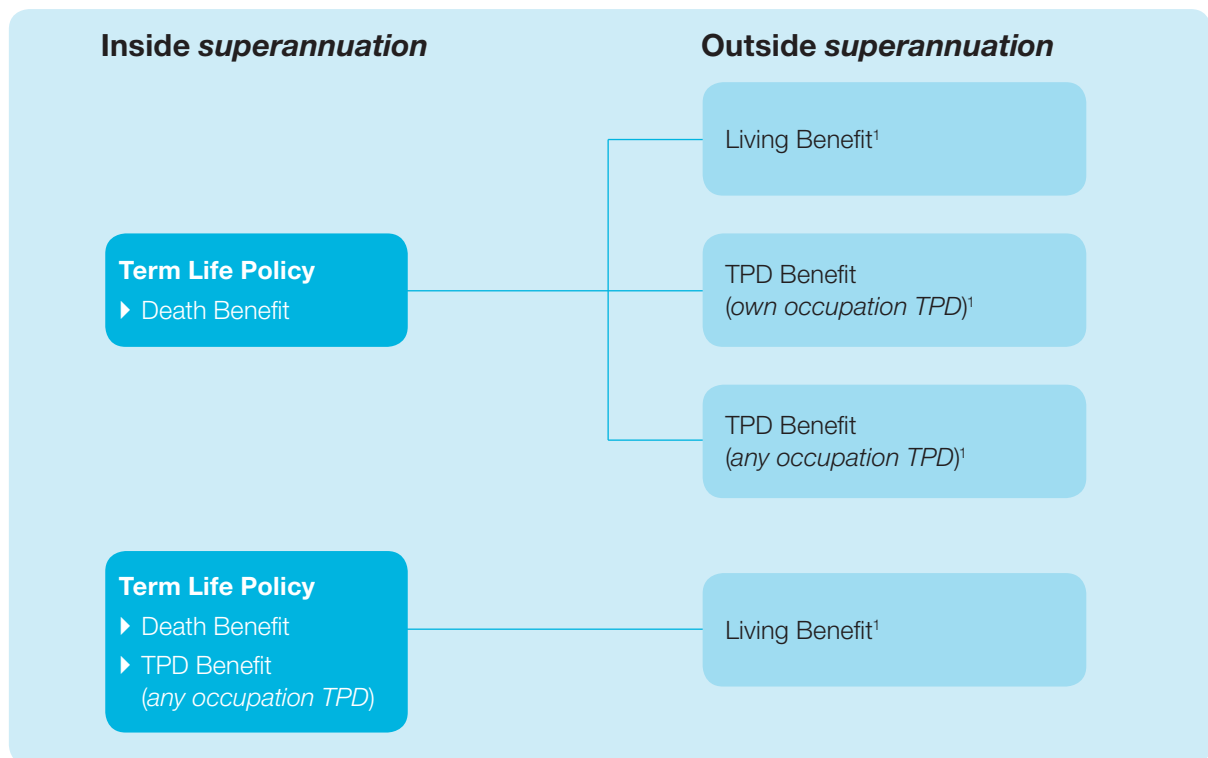 Inside superannuation
Outside superannuation
Living Benefit¹
Term Life Policy
Death Benefit
TPD Benefit
(own occupation TPD)¹
TPD Benefit
(any occupation TPD)¹
Term Life Policy
Death Benefit
TPD Benefit
(any occupation TPD)
Living Benefit¹